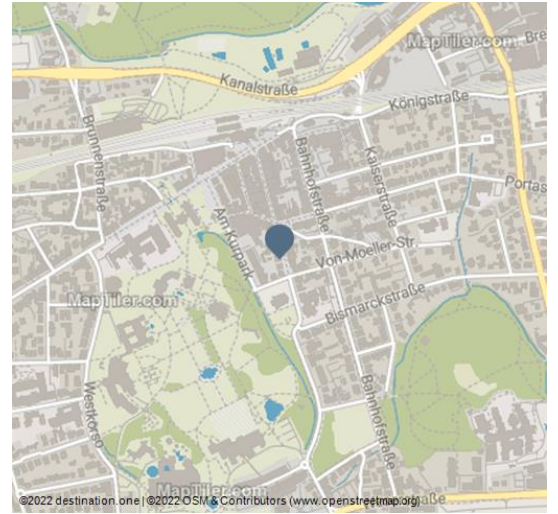 MapTiler.com
Bre
Kanalstraße
Königstraße
Brunnenstraße
Bahnhofstraße
Kaiserstraße
Portas
Am Kurpark
Von-Moeller-Str.
MapTiler.com
Bismarckstraße
Westkorso
Bahnhofstraße
MapTiler.com
©2022 destination.one | ©2022 OSM & Contributors (www.openstreetmap.org)